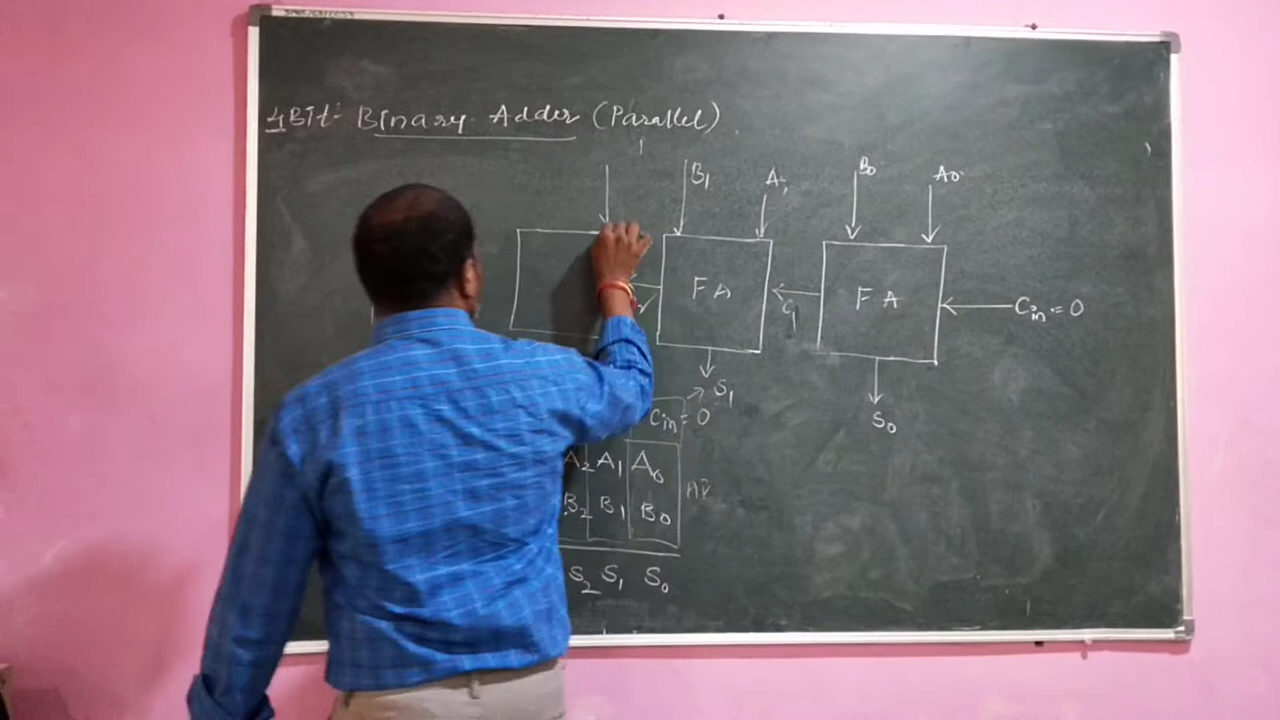 4BIt:- Binary Adder (Parallel)
B1 A1 B0 A0
FA FA
C1 Cin = 0
S1 S0
Cin = 0
A2 A1 A0
B2 B1 B0
S2 S1 S0